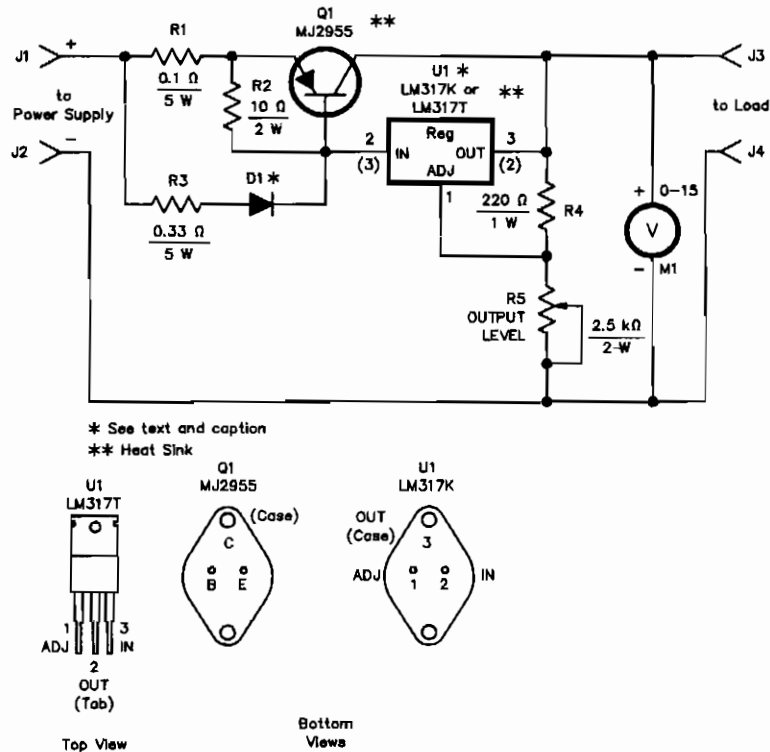 Q1 **
MJ2955
J1 + R1
0.1 Ω
5 W
R2
10 Ω
2 W
U1 *
LM317K or **
LM317T
J3
to
Power Supply
to Load
J2 -
J4
2 Reg 3
(3) IN OUT (2)
ADJ
1
R3 D1*
0.33 Ω
5 W
220 Ω
1 W
R4
+ 0-15
V
- M1
R5
OUTPUT
LEVEL
2.5 kΩ
2-W
* See text and caption
** Heat Sink
U1
LM317T
1 3
ADJ IN
2
OUT
(Tab)
Top View
Q1
MJ2955
(Case)
C
B E
U1
LM317K
OUT
(Case)
3
ADJ 1 2 IN
Bottom
Views